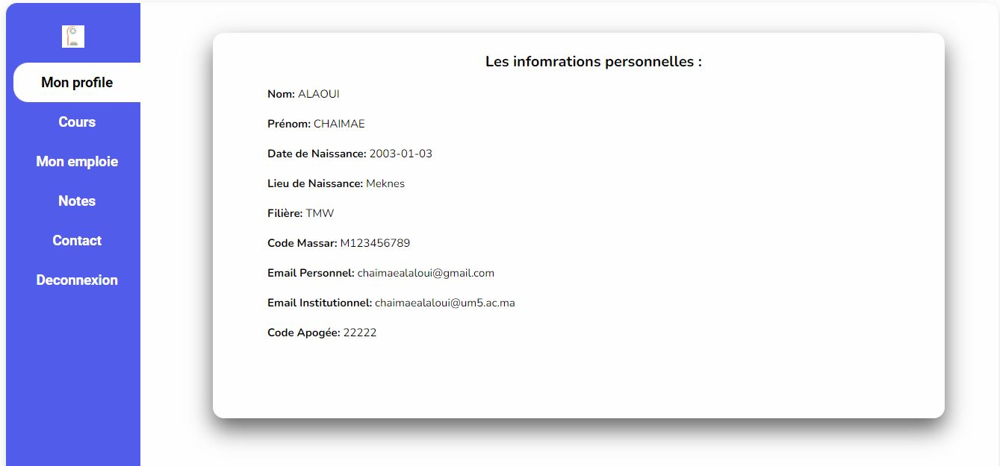 Mon profile
Cours
Mon emploie
Notes
Contact
Deconnexion
Les infomrations personnelles :
Nom: ALAOUI
Prénom: CHAIMAE
Date de Naissance: 2003-01-03
Lieu de Naissance: Meknes
Filière: TMW
Code Massar: M123456789
Email Personnel: chaimaealaloui@gmail.com
Email Institutionnel: chaimaealaloui@um5.ac.ma
Code Apogée: 22222